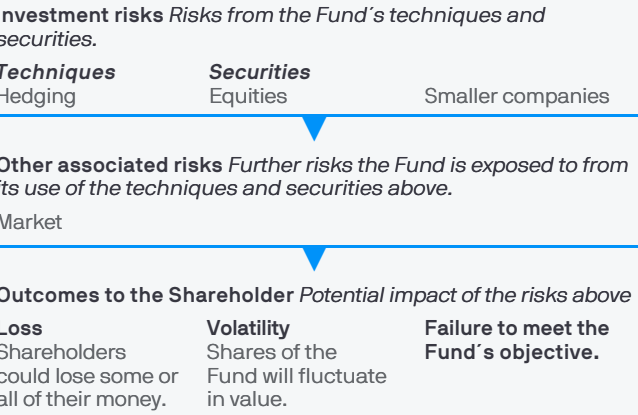 Investment risks Risks from the Fund´s techniques and
securities.
Techniques Securities
Hedging Equities Smaller companies
Other associated risks Further risks the Fund is exposed to from
its use of the techniques and securities above.
Market
Outcomes to the Shareholder Potential impact of the risks above
Loss Volatility Failure to meet the
Shareholders Shares of the Fund´s objective.
could lose some or Fund will fluctuate
all of their money. in value.